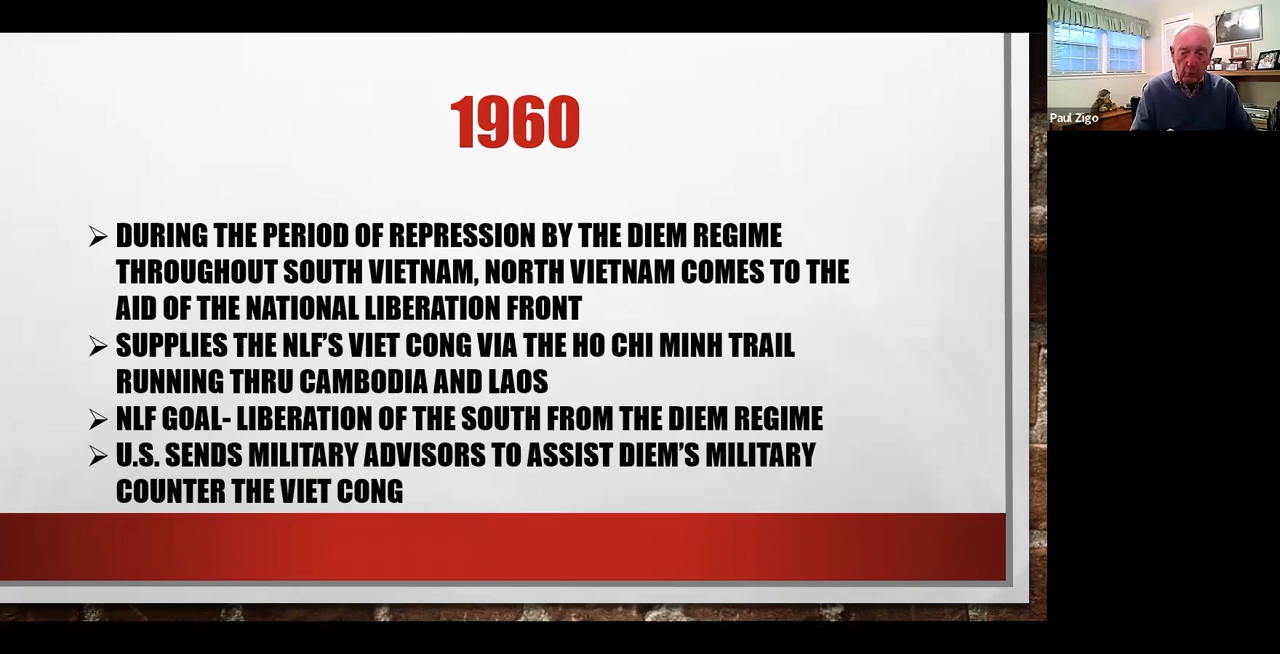 1960
DURING THE PERIOD OF REPRESSION BY THE DIEM REGIME
THROUGHOUT SOUTH VIETNAM, NORTH VIETNAM COMES TO THE
AID OF THE NATIONAL LIBERATION FRONT
SUPPLIES THE NLF’S VIET CONG VIA THE HO CHI MINH TRAIL
RUNNING THRU CAMBODIA AND LAOS
NLF GOAL- LIBERATION OF THE SOUTH FROM THE DIEM REGIME
U.S. SENDS MILITARY ADVISORS TO ASSIST DIEM’S MILITARY
COUNTER THE VIET CONG
Paul Zigo